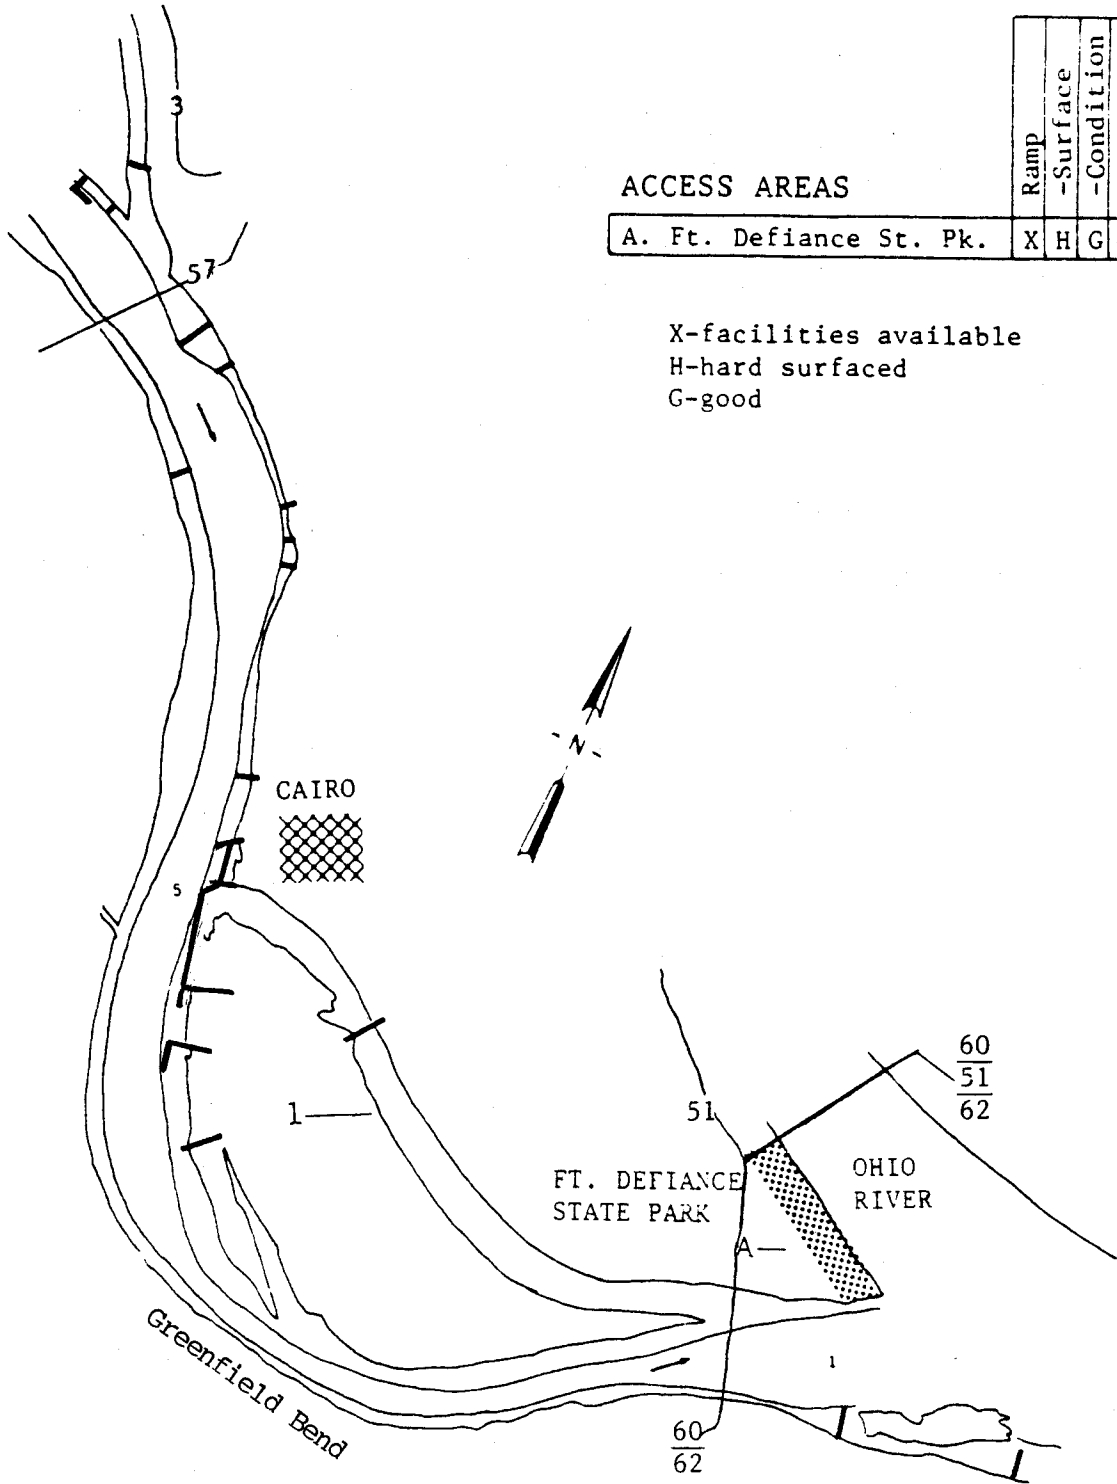 3
Ramp
-Surface
-Condition
ACCESS AREAS
A. Ft. Defiance St. Pk.
X
H
G
57
X-facilities available
H-hard surfaced
G-good
-N-
CAIRO
5
1
51
60
51
62
FT. DEFIANCE
STATE PARK
OHIO
RIVER
A
1
Greenfield Bend
60
62